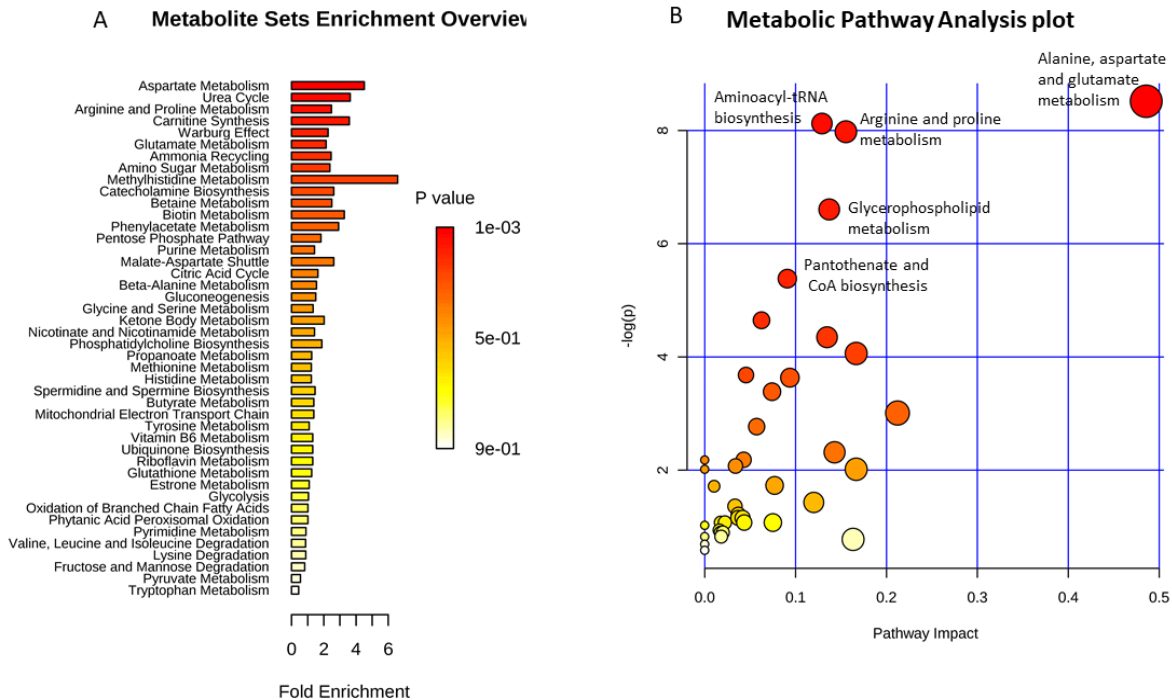 A
Metabolite Sets Enrichment Overview
Aspartate Metabolism
Urea Cycle
Arginine and Proline Metabolism
Carnitine Synthesis
Warburg Effect
Glutamate Metabolism
Ammonia Recycling
Amino Sugar Metabolism
Methylhistidine Metabolism
Catecholamine Biosynthesis
Betaine Metabolism
Biotin Metabolism
Phenylacetate Metabolism
Pentose Phosphate Pathway
Purine Metabolism
Malate-Aspartate Shuttle
Citric Acid Cycle
Beta-Alanine Metabolism
Gluconeogenesis
Glycine and Serine Metabolism
Ketone Body Metabolism
Nicotinate and Nicotinamide Metabolism
Phosphatidylcholine Biosynthesis
Propanoate Metabolism
Methionine Metabolism
Histidine Metabolism
Spermidine and Spermine Biosynthesis
Butyrate Metabolism
Mitochondrial Electron Transport Chain
Tyrosine Metabolism
Vitamin B6 Metabolism
Ubiquinone Biosynthesis
Riboflavin Metabolism
Glutathione Metabolism
Estrone Metabolism
Glycolysis
Oxidation of Branched Chain Fatty Acids
Phytanic Acid Peroxisomal Oxidation
Pyrimidine Metabolism
Valine, Leucine and Isoleucine Degradation
Lysine Degradation
Fructose and Mannose Degradation
Pyruvate Metabolism
Tryptophan Metabolism
0 2 4 6
Fold Enrichment
P value
1e-03
5e-01
9e-01
B
Metabolic Pathway Analysis plot
Alanine, aspartate
and glutamate
metabolism
Aminoacyl-tRNA
biosynthesis
Arginine and proline
metabolism
Glycerophospholipid
metabolism
Pantothenate and
CoA biosynthesis
-log(p)
8
6
4
2
0.0 0.1 0.2 0.3 0.4 0.5
Pathway Impact